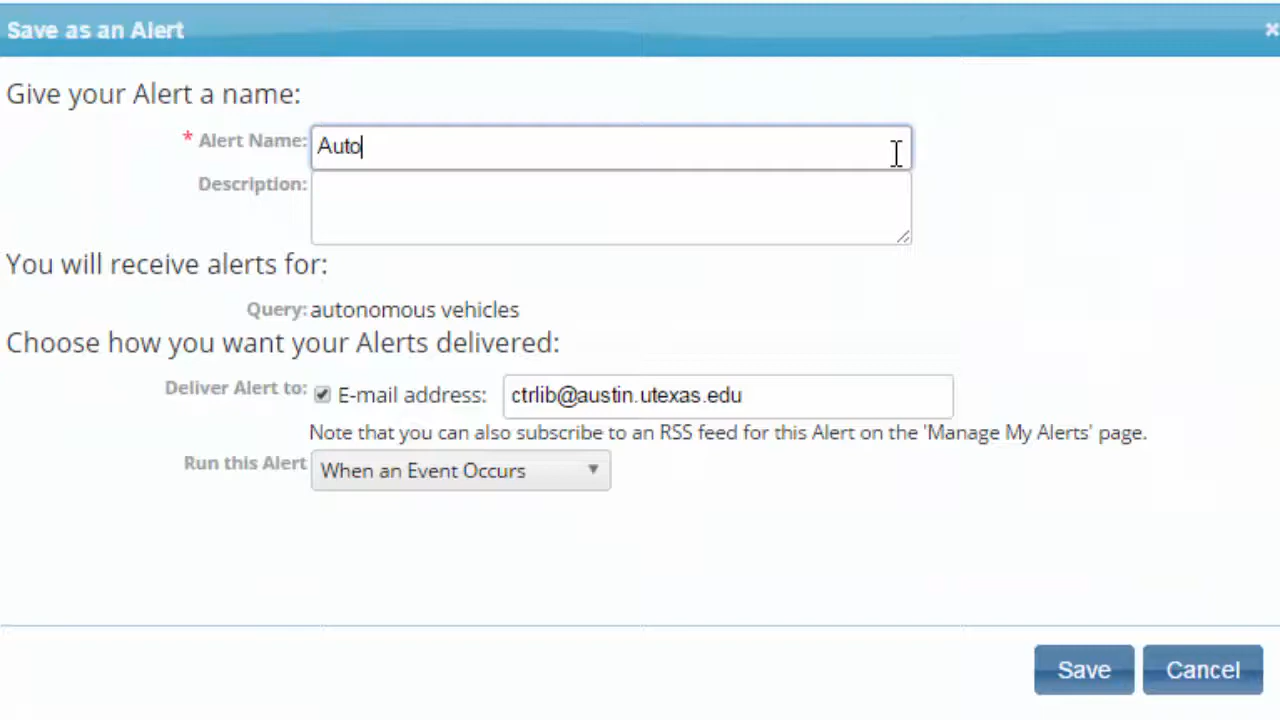 Save as an Alert
Give your Alert a name:
* Alert Name: Auto
Description:
You will receive alerts for:
Query: autonomous vehicles
Choose how you want your Alerts delivered:
Deliver Alert to: E-mail address: ctrlib@austin.utexas.edu
Note that you can also subscribe to an RSS feed for this Alert on the 'Manage My Alerts' page.
Run this Alert When an Event Occurs
Save Cancel